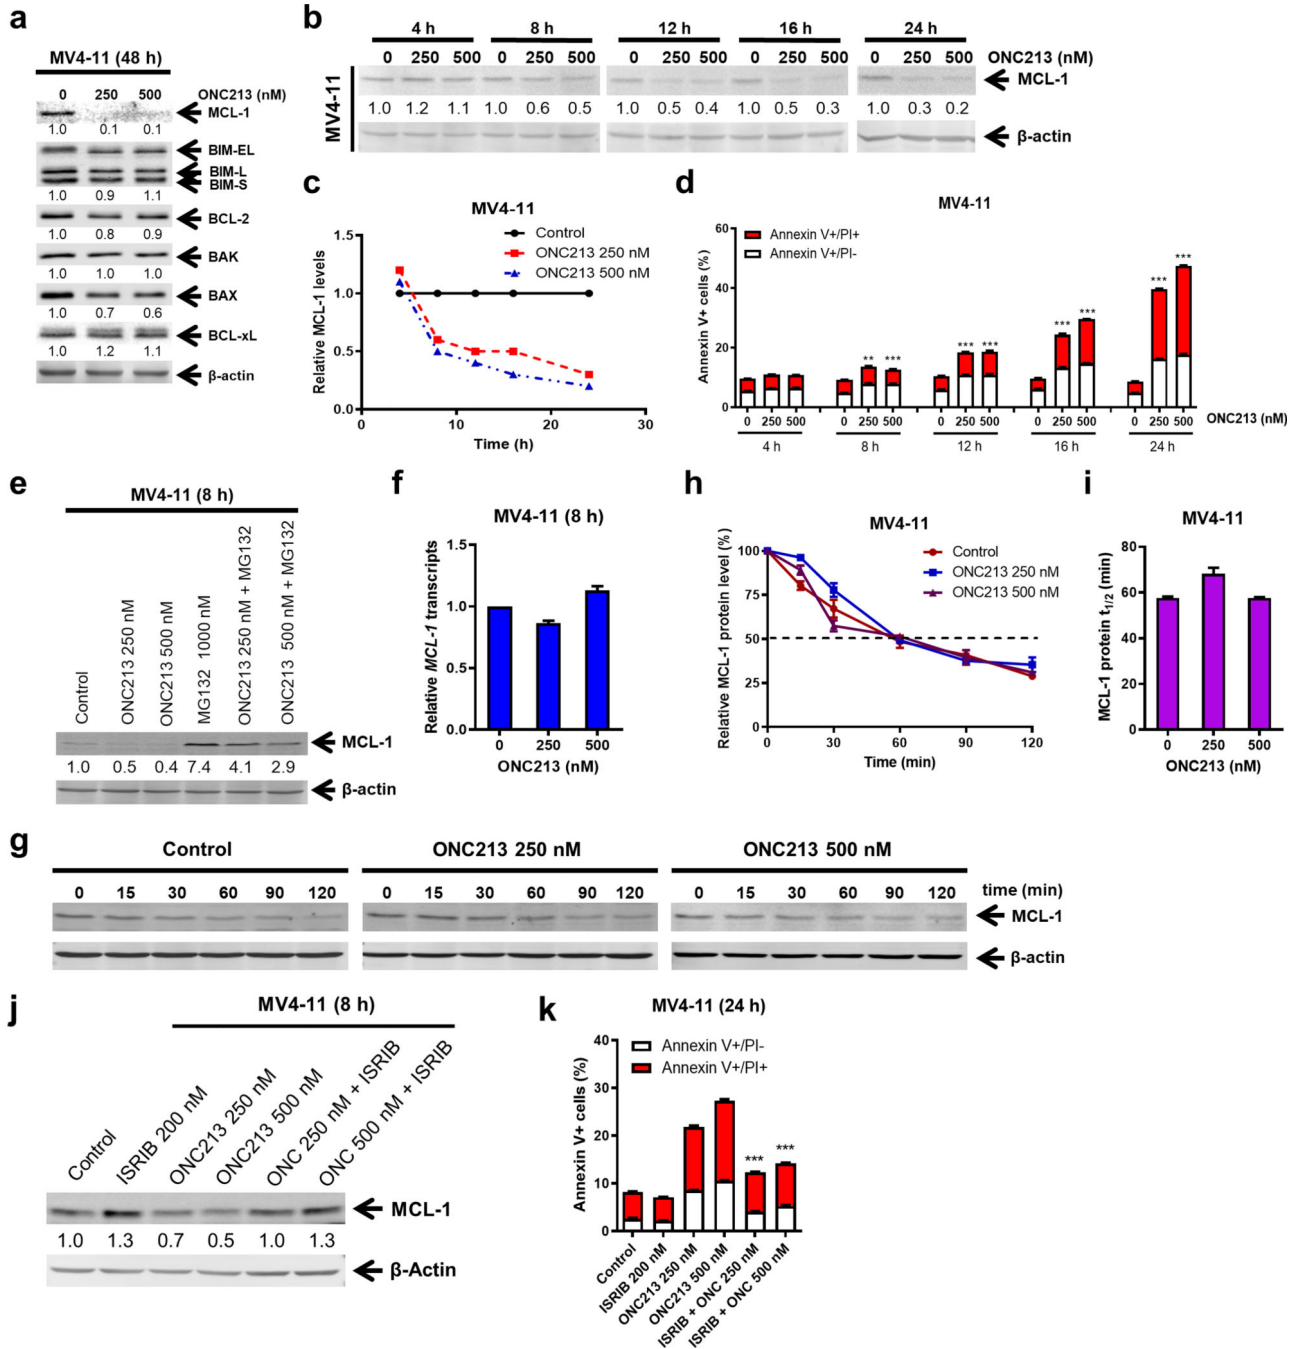 a
MV4-11 (48 h)
0 250 500 ONC213 (nM)
MCL-1
1.0 0.1 0.1
BIM-EL
BIM-L
BIM-S
1.0 0.9 1.1
BCL-2
1.0 0.8 0.9
BAK
1.0 1.0 1.0
BAX
1.0 0.7 0.6
BCL-xL
1.0 1.2 1.1
β-actin
b
4 h 8 h 12 h 16 h 24 h
0 250 500 0 250 500 0 250 500 0 250 500 0 250 500 ONC213 (nM)
MV4-11
MCL-1
1.0 1.2 1.1 1.0 0.6 0.5 1.0 0.5 0.4 1.0 0.5 0.3 1.0 0.3 0.2
β-actin
c
MV4-11
Control
ONC213 250 nM
ONC213 500 nM
Relative MCL-1 levels
1.5
1.0
0.5
0.0
0 10 20 30
Time (h)
d
MV4-11
Annexin V+/PI+
Annexin V+/PI-
Annexin V+ cells (%)
60
40
20
0
** *** *** *** *** *** *** ***
0 250 500 0 250 500 0 250 500 0 250 500 0 250 500 ONC213 (nM)
4 h 8 h 12 h 16 h 24 h
e
MV4-11 (8 h)
Control
ONC213 250 nM
ONC213 500 nM
MG132 1000 nM
ONC213 250 nM + MG132
ONC213 500 nM + MG132
MCL-1
1.0 0.5 0.4 7.4 4.1 2.9
β-actin
f
MV4-11 (8 h)
Relative MCL-1 transcripts
1.5
1.0
0.5
0.0
0 250 500
ONC213 (nM)
h
MV4-11
Control
ONC213 250 nM
ONC213 500 nM
Relative MCL-1 protein level (%)
100
75
50
25
0
0 30 60 90 120
Time (min)
i
MV4-11
MCL-1 protein t1/2 (min)
80
60
40
20
0
0 250 500
ONC213 (nM)
g
Control ONC213 250 nM ONC213 500 nM
0 15 30 60 90 120 0 15 30 60 90 120 0 15 30 60 90 120 time (min)
MCL-1
β-actin
j
MV4-11 (8 h)
Control
ISRIB 200 nM
ONC213 250 nM
ONC213 500 nM
ONC 250 nM + ISRIB
ONC 500 nM + ISRIB
MCL-1
1.0 1.3 0.7 0.5 1.0 1.3
β-Actin
k
MV4-11 (24 h)
Annexin V+/PI-
Annexin V+/PI+
Annexin V+ cells (%)
40
30
20
10
0
*** ***
Control
ISRIB 200 nM
ONC213 250 nM
ONC213 500 nM
ISRIB + ONC 250 nM
ISRIB + ONC 500 nM